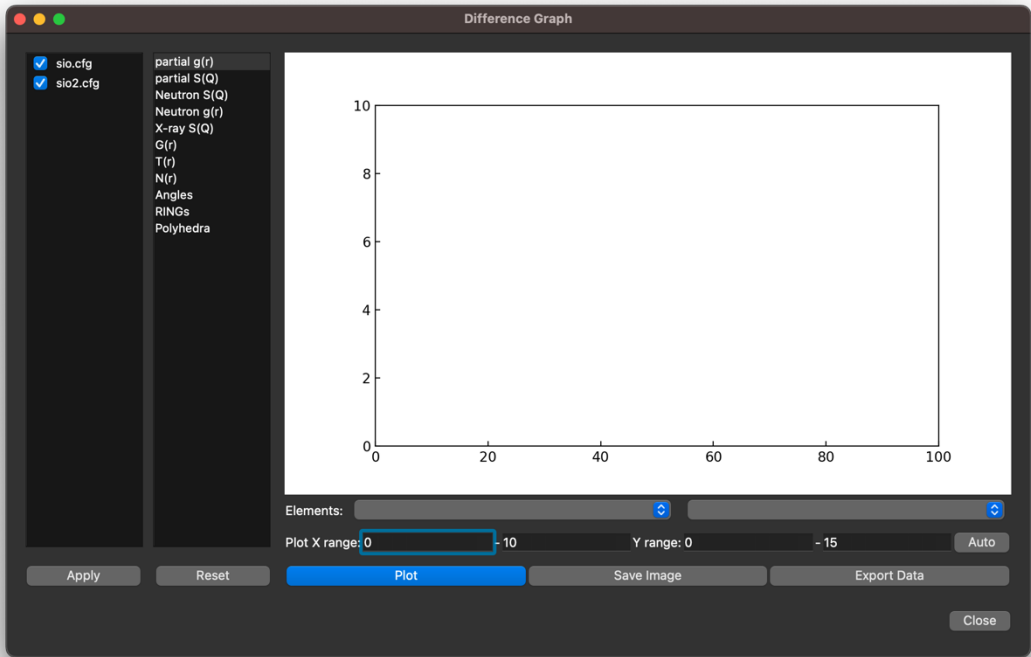 Difference Graph
sio.cfg
sio2.cfg
partial g(r)
partial S(Q)
Neutron S(Q)
Neutron g(r)
X-ray S(Q)
G(r)
T(r)
N(r)
Angles
RINGs
Polyhedra
10
8
6
4
2
0
0 20 40 60 80 100
Elements:
Plot X range: 0 - 10 Y range: 0 - 15 Auto
Apply Reset Plot Save Image Export Data
Close